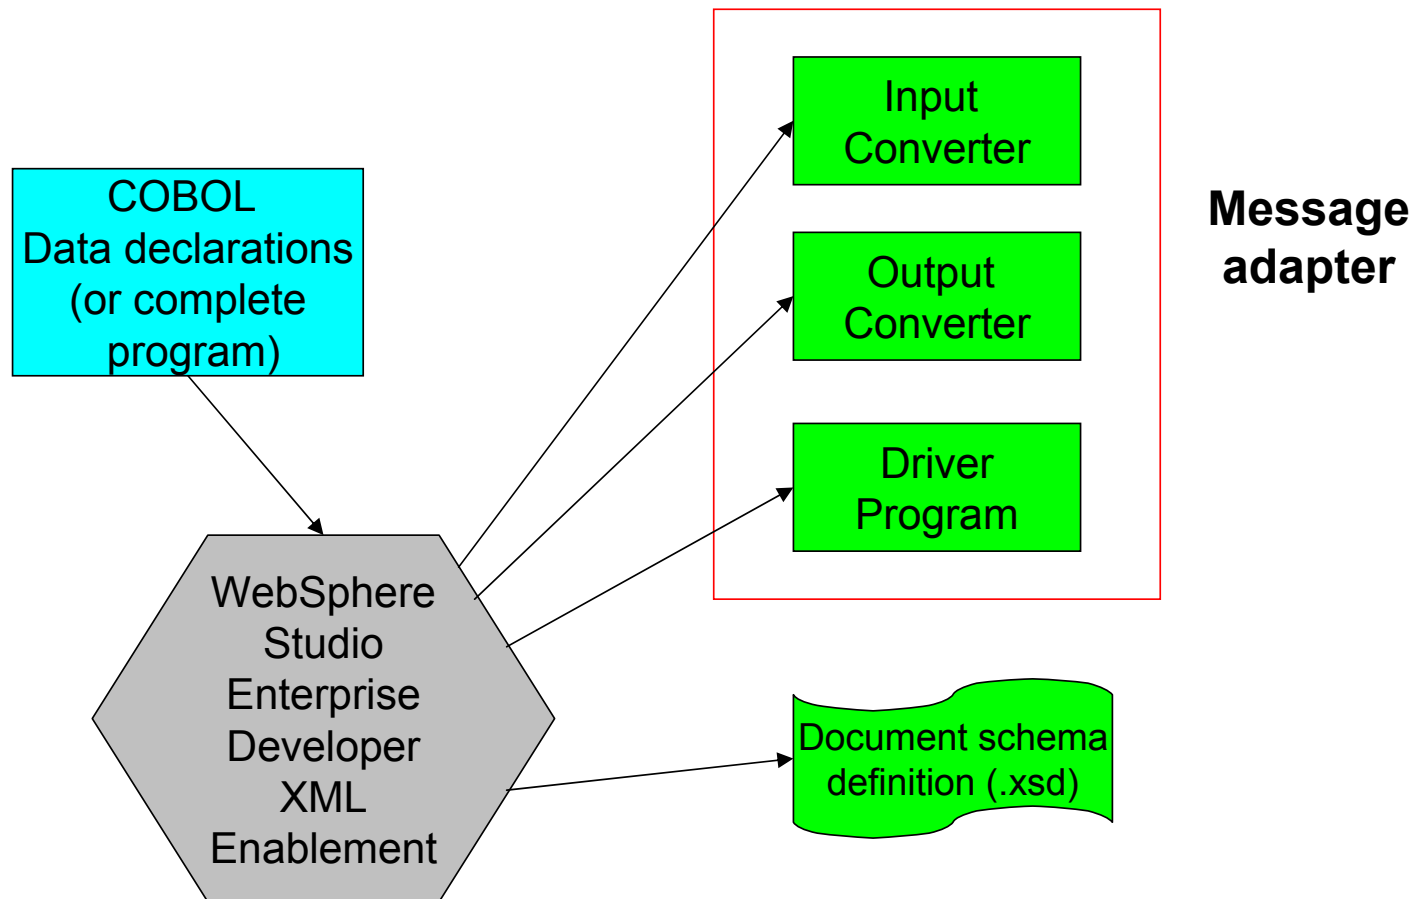 COBOL
Data declarations
(or complete
program)
WebSphere
Studio
Enterprise
Developer
XML
Enablement
Input
Converter
Output
Converter
Driver
Program
Document schema
definition (.xsd)
Message
adapter